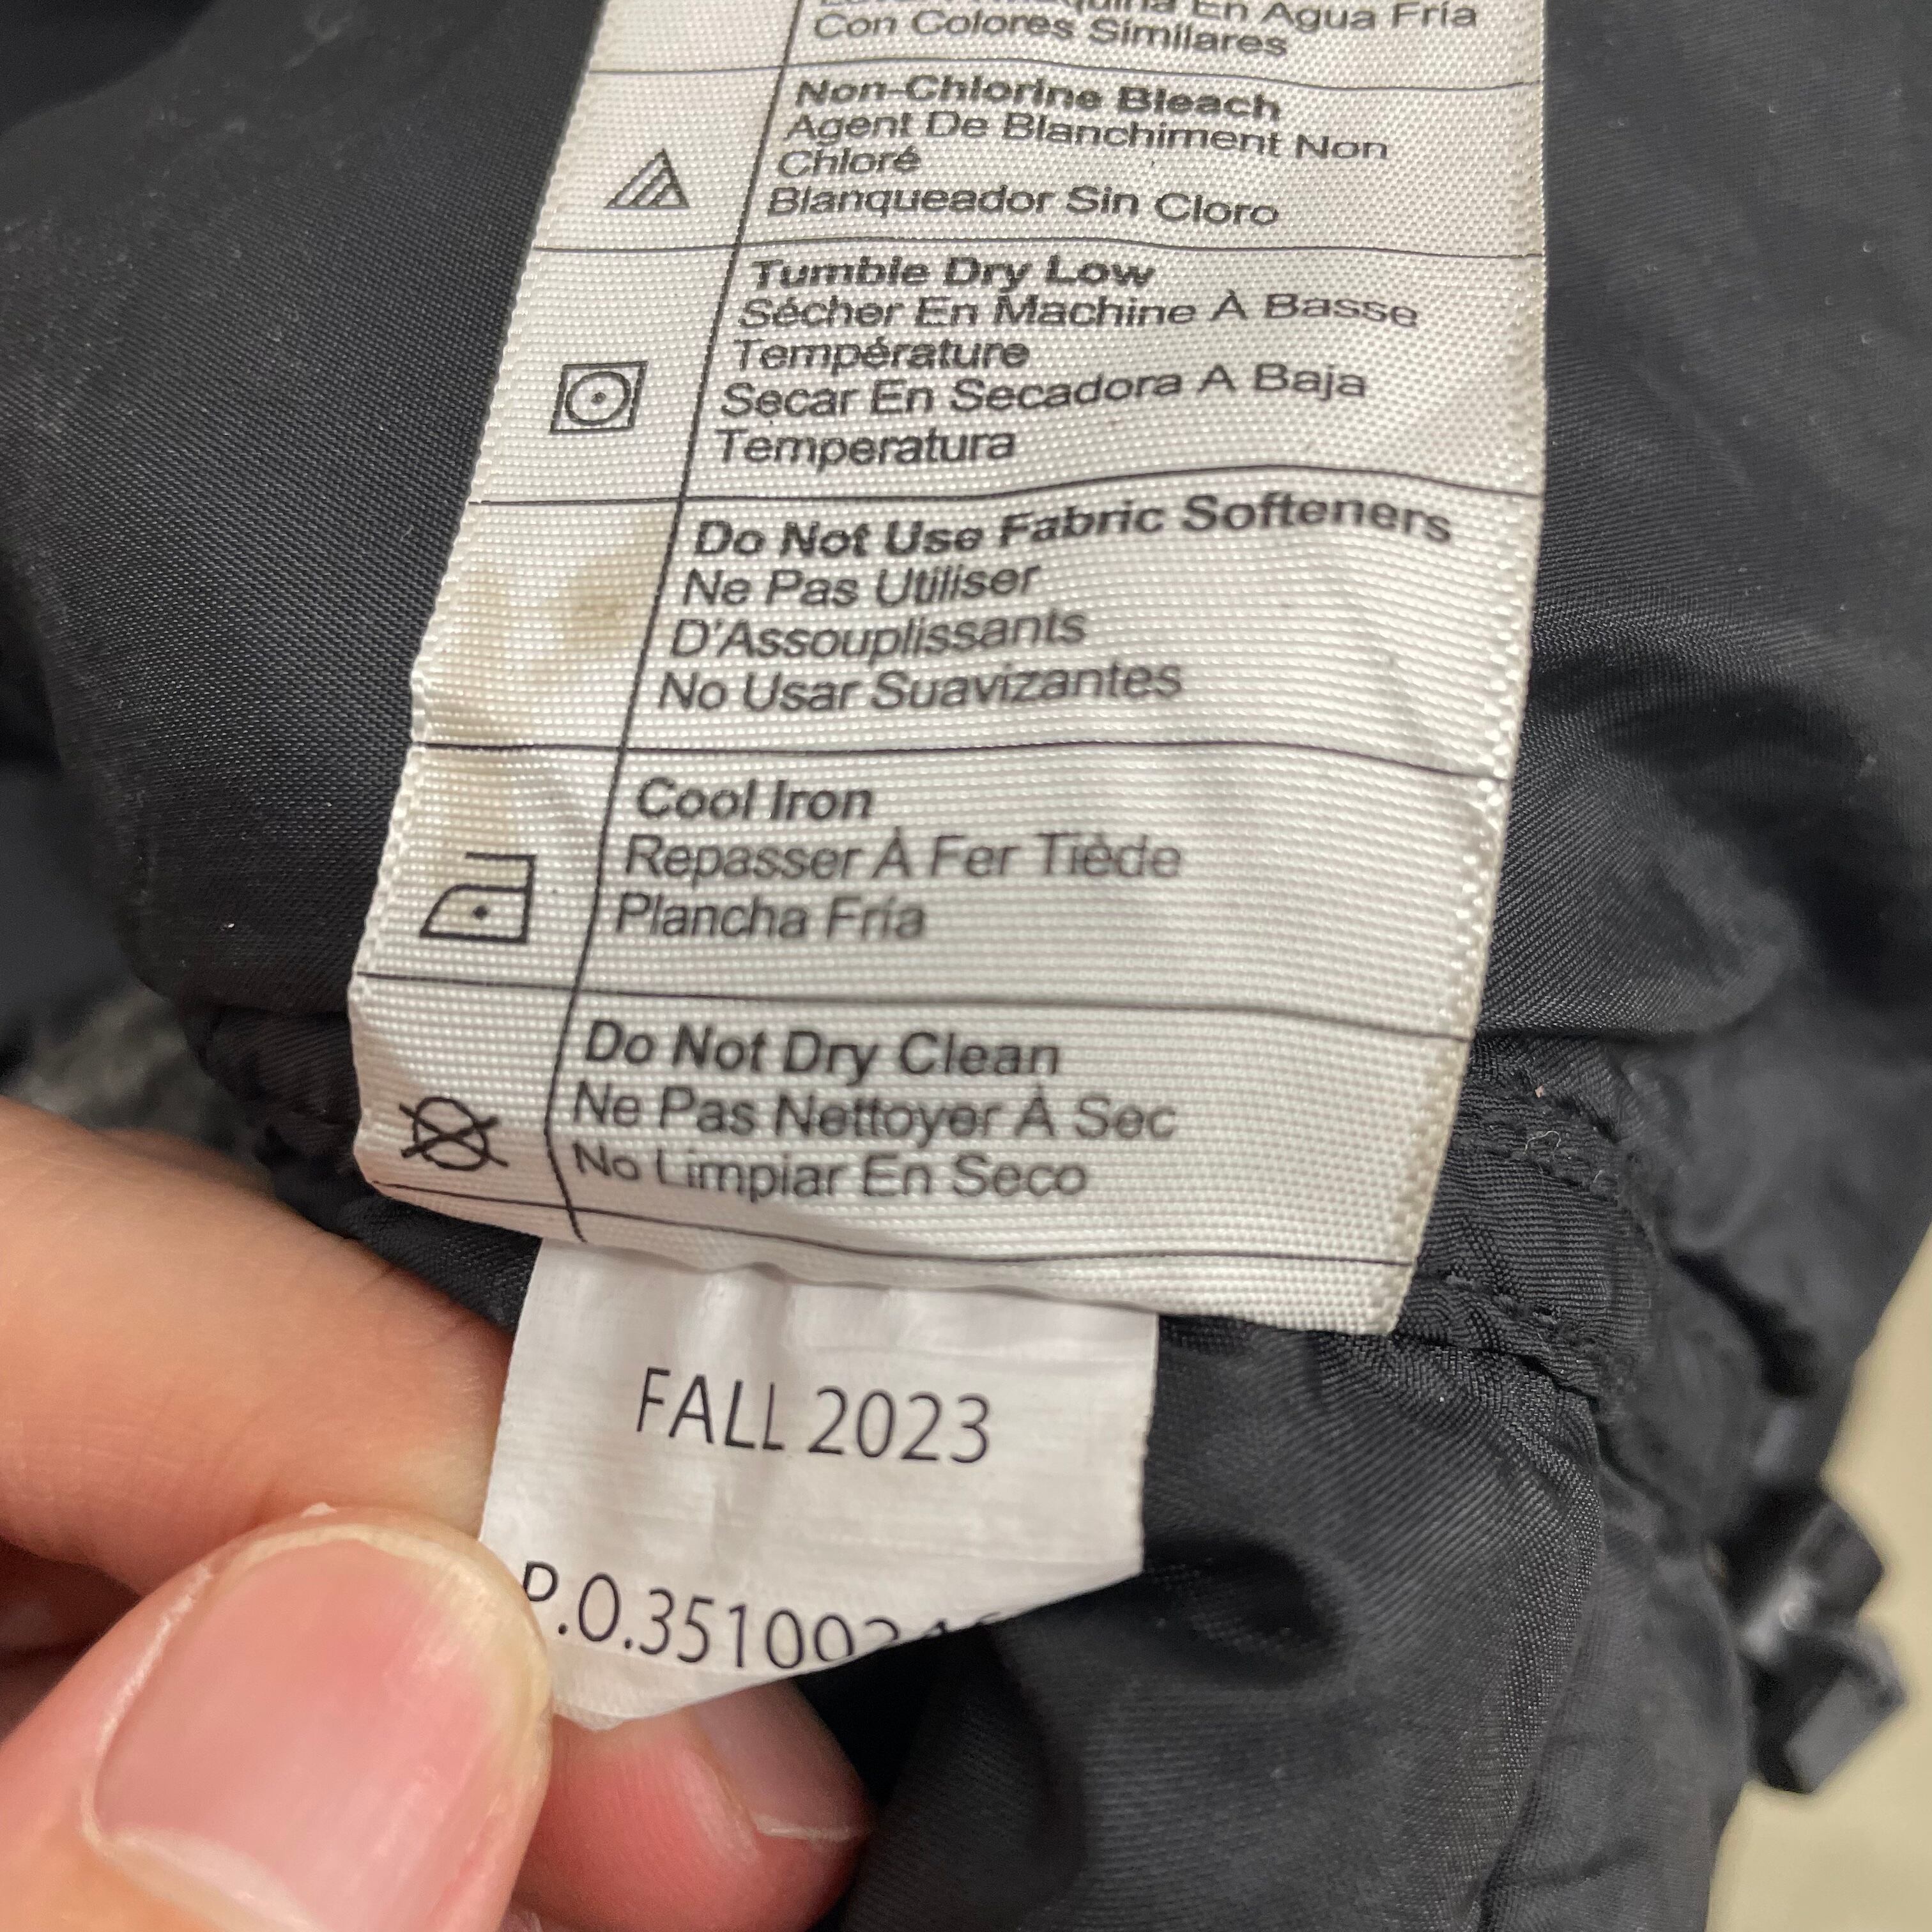 En Agua Fría
Con Colores Similares
Non-Chlorine Bleach
Agent De Blanchiment Non
Chloré
Blanqueador Sin Cloro
Tumble Dry Low
Sécher En Machine À Basse
Température
Secar En Secadora A Baja
Temperatura
Do Not Use Fabric Softeners
Ne Pas Utiliser
D'Assouplissants
No Usar Suavizantes
Cool Iron
Repasser À Fer Tiède
Plancha Fría
Do Not Dry Clean
Ne Pas Nettoyer À Sec
No Limpiar En Seco
FALL 2023